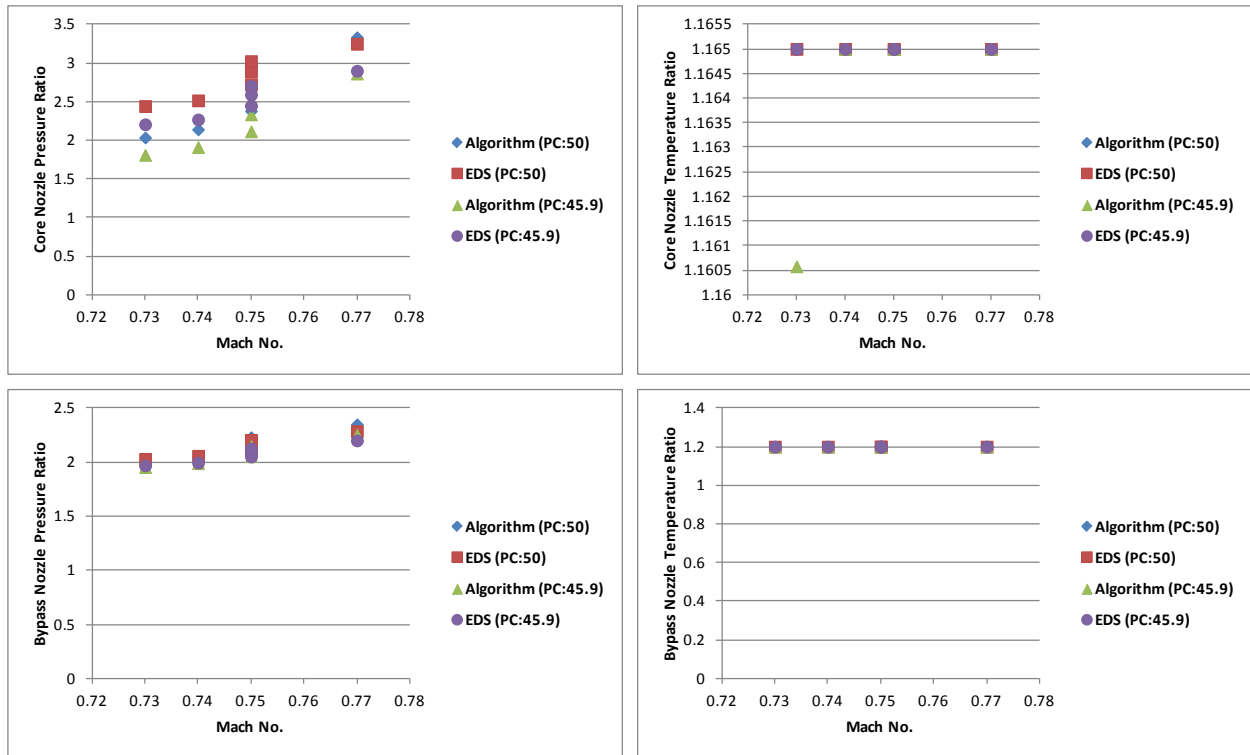 Core Nozzle Pressure Ratio
3.5
3
2.5
2
1.5
1
0.5
0
0.72 0.73 0.74 0.75 0.76 0.77 0.78
Mach No.
Algorithm (PC:50)
EDS (PC:50)
Algorithm (PC:45.9)
EDS (PC:45.9)
Core Nozzle Temperature Ratio
1.1655
1.165
1.1645
1.164
1.1635
1.163
1.1625
1.162
1.1615
1.161
1.1605
1.16
0.72 0.73 0.74 0.75 0.76 0.77 0.78
Mach No.
Algorithm (PC:50)
EDS (PC:50)
Algorithm (PC:45.9)
EDS (PC:45.9)
Bypass Nozzle Pressure Ratio
2.5
2
1.5
1
0.5
0
0.72 0.73 0.74 0.75 0.76 0.77 0.78
Mach No.
Algorithm (PC:50)
EDS (PC:50)
Algorithm (PC:45.9)
EDS (PC:45.9)
Bypass Nozzle Temperature Ratio
1.4
1.2
1
0.8
0.6
0.4
0.2
0
0.72 0.73 0.74 0.75 0.76 0.77 0.78
Mach No.
Algorithm (PC:50)
EDS (PC:50)
Algorithm (PC:45.9)
EDS (PC:45.9)